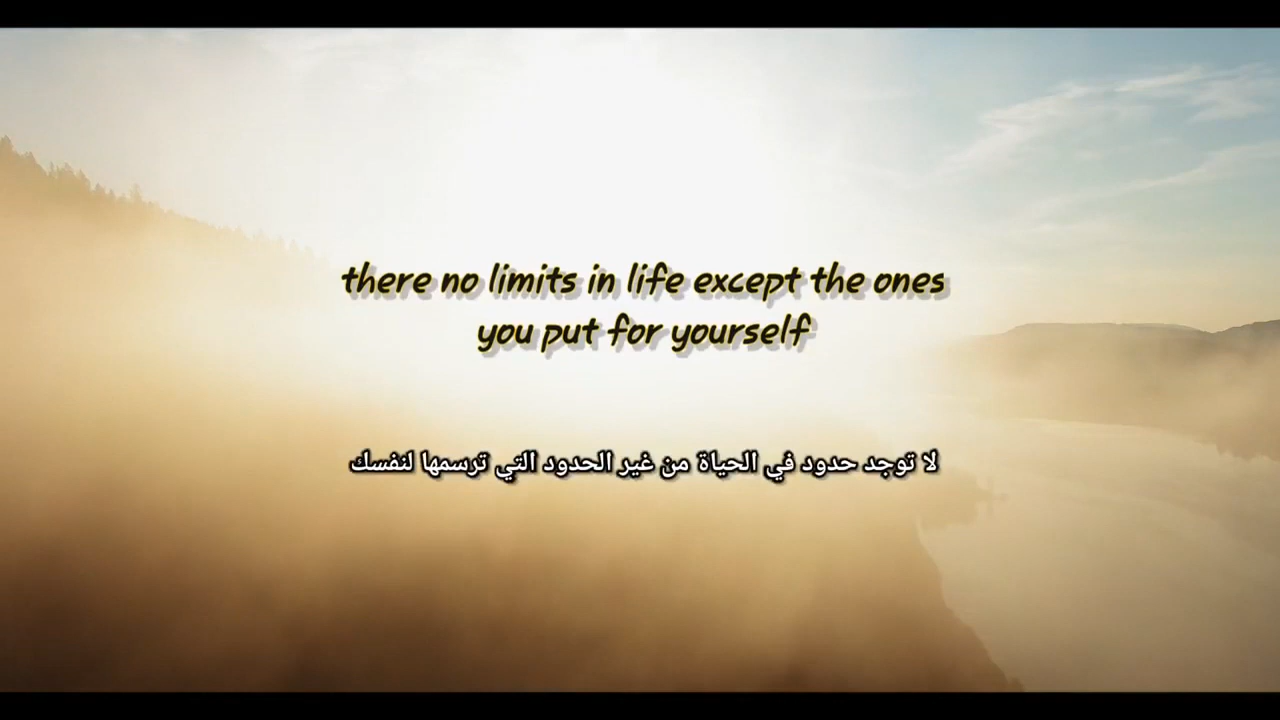 there no limits in life except the ones
you put for yourself
لا توجد حدود في الحياة من غير الحدود التي ترسمها لنفسك